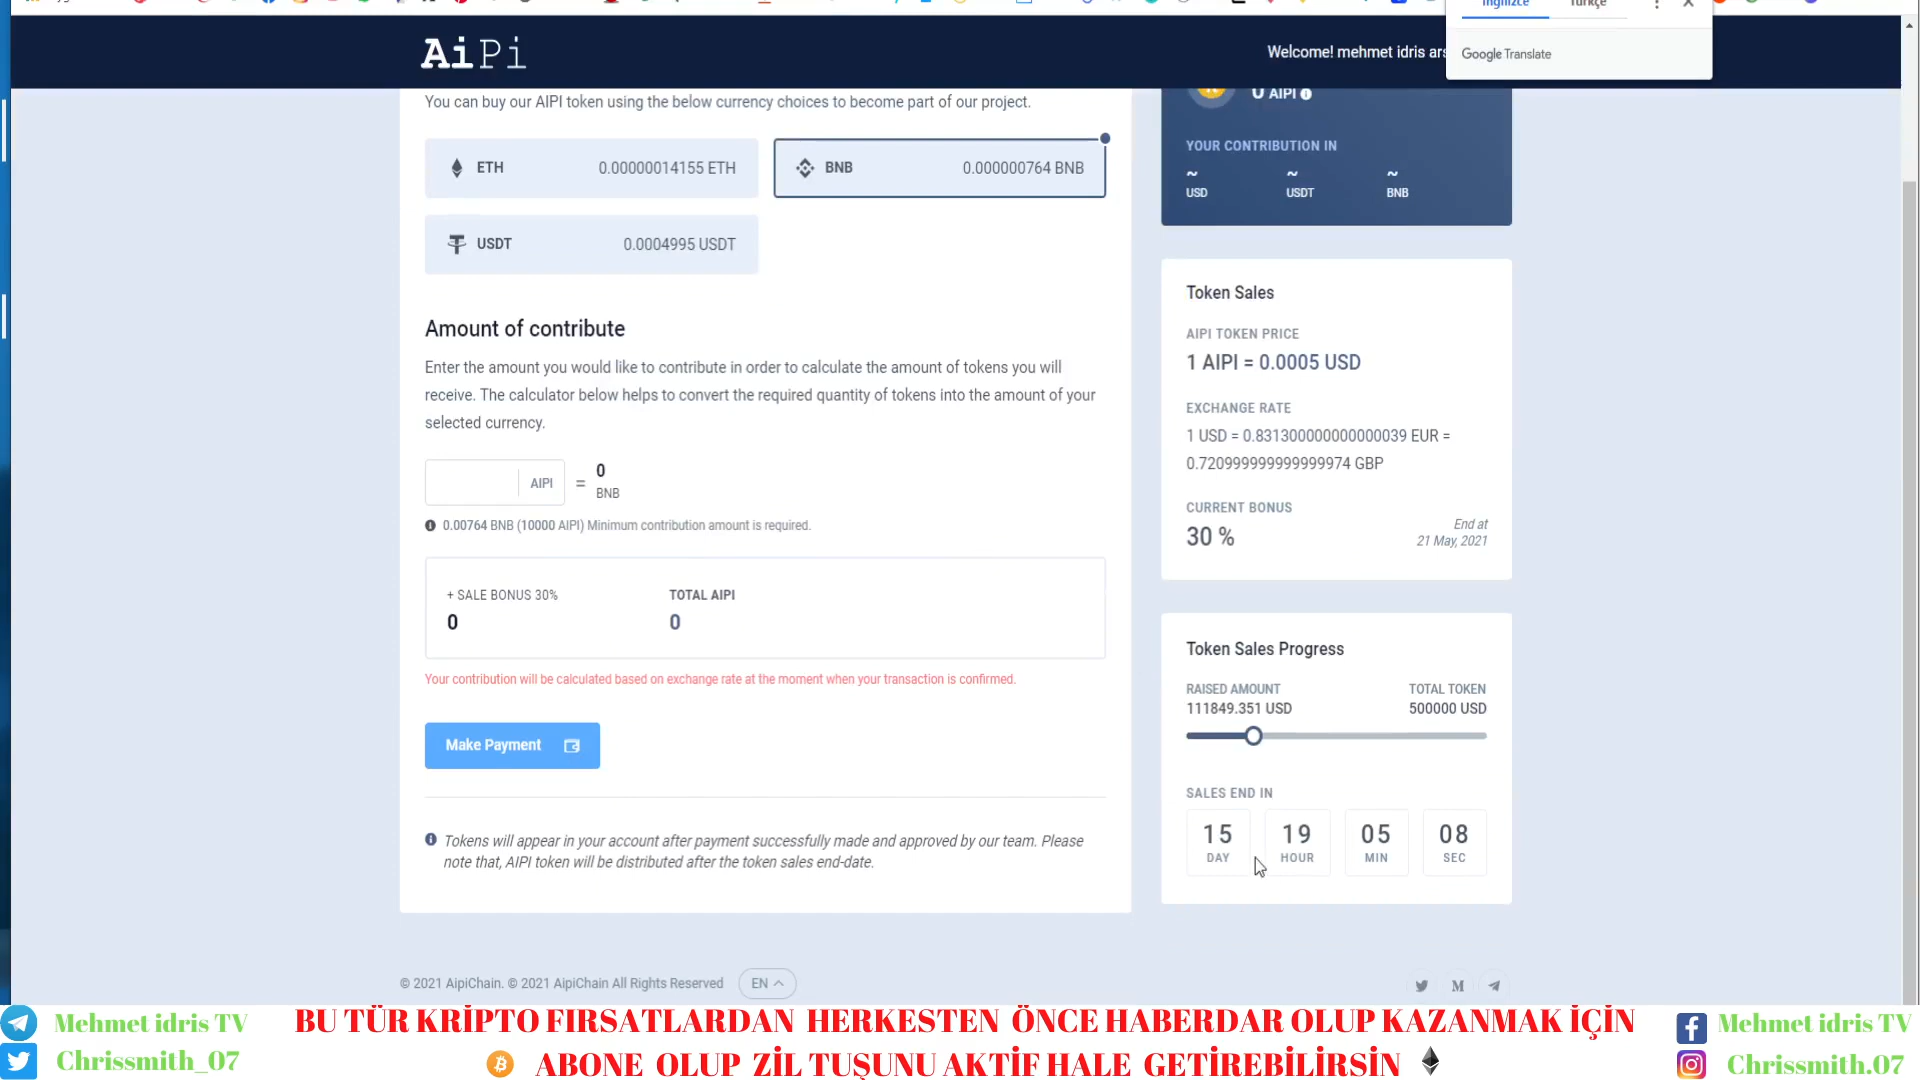 İngilizce
Türkçe
Google Translate
AiPi
Welcome! mehmet idris ars
You can buy our AIPI token using the below currency choices to become part of our project.
ETH
0.00000014155 ETH
BNB
0.000000764 BNB
USDT
0.0004995 USDT
Amount of contribute
Enter the amount you would like to contribute in order to calculate the amount of tokens you will
receive. The calculator below helps to convert the required quantity of tokens into the amount of your
selected currency.
AIPI
=
0
BNB
0.00764 BNB (10000 AIPI) Minimum contribution amount is required.
+ SALE BONUS 30%
TOTAL AIPI
0
0
Your contribution will be calculated based on exchange rate at the moment when your transaction is confirmed.
Make Payment
Tokens will appear in your account after payment successfully made and approved by our team. Please
note that, AIPI token will be distributed after the token sales end-date.
0 AIPI
YOUR CONTRIBUTION IN
~
~
~
USD
USDT
BNB
Token Sales
AIPI TOKEN PRICE
1 AIPI = 0.0005 USD
EXCHANGE RATE
1 USD = 0.831300000000000039 EUR =
0.720999999999999974 GBP
CURRENT BONUS
30 %
End at
21 May, 2021
Token Sales Progress
RAISED AMOUNT
TOTAL TOKEN
111849.351 USD
500000 USD
SALES END IN
15
19
05
08
DAY
HOUR
MIN
SEC
© 2021 AipiChain. © 2021 AipiChain All Rights Reserved
EN
Mehmet idris TV
BU TÜR KRİPTO FIRSATLARDAN HERKESTEN ÖNCE HABERDAR OLUP KAZANMAK İÇİN
Mehmet idris TV
Chrissmith_07
ABONE OLUP ZİL TUŞUNU AKTİF HALE GETİREBİLİRSİN
Chrissmith.07